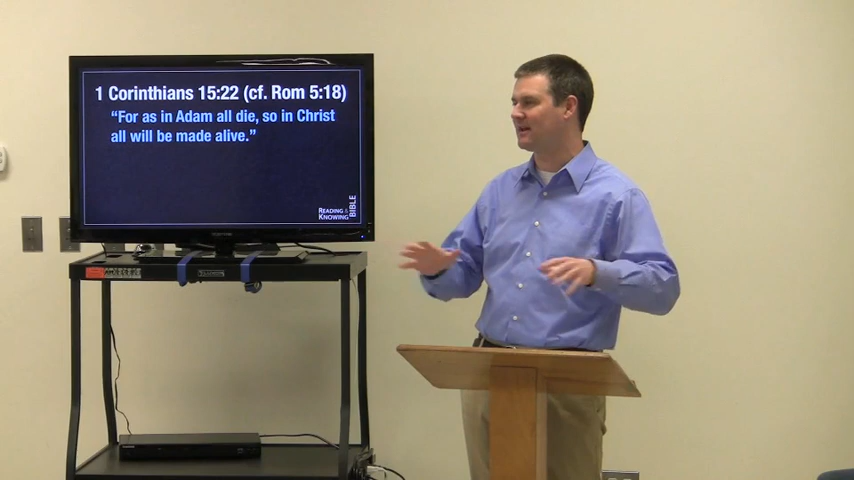 1 Corinthians 15:22 (cf. Rom 5:18)
“For as in Adam all die, so in Christ
all will be made alive.”
READING &
KNOWING
BIBLE